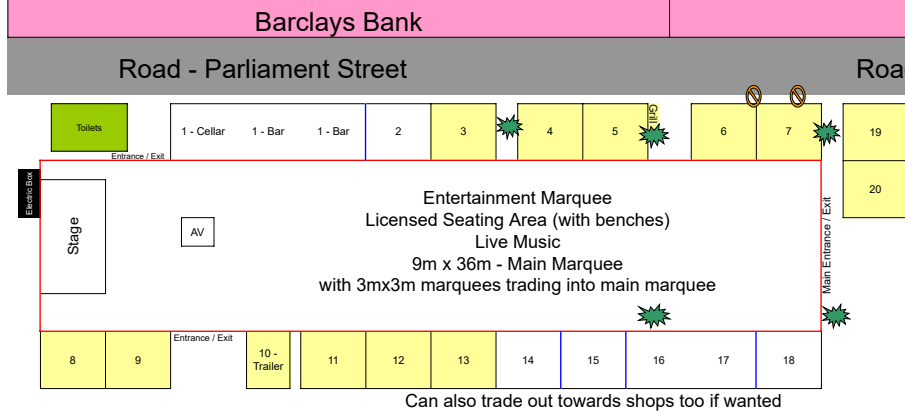 Barclays Bank
Road - Parliament Street
Roa
Toilets
1 - Cellar
1 - Bar
1 - Bar
2
3
4
5
Grill
6
7
19
Entrance / Exit
Electric Box
Stage
AV
Entertainment Marquee
Licensed Seating Area (with benches)
Live Music
9m x 36m - Main Marquee
with 3mx3m marquees trading into main marquee
Main Entrance / Exit
20
Entrance / Exit
8
9
10 -
Trailer
11
12
13
14
15
16
17
18
Can also trade out towards shops too if wanted